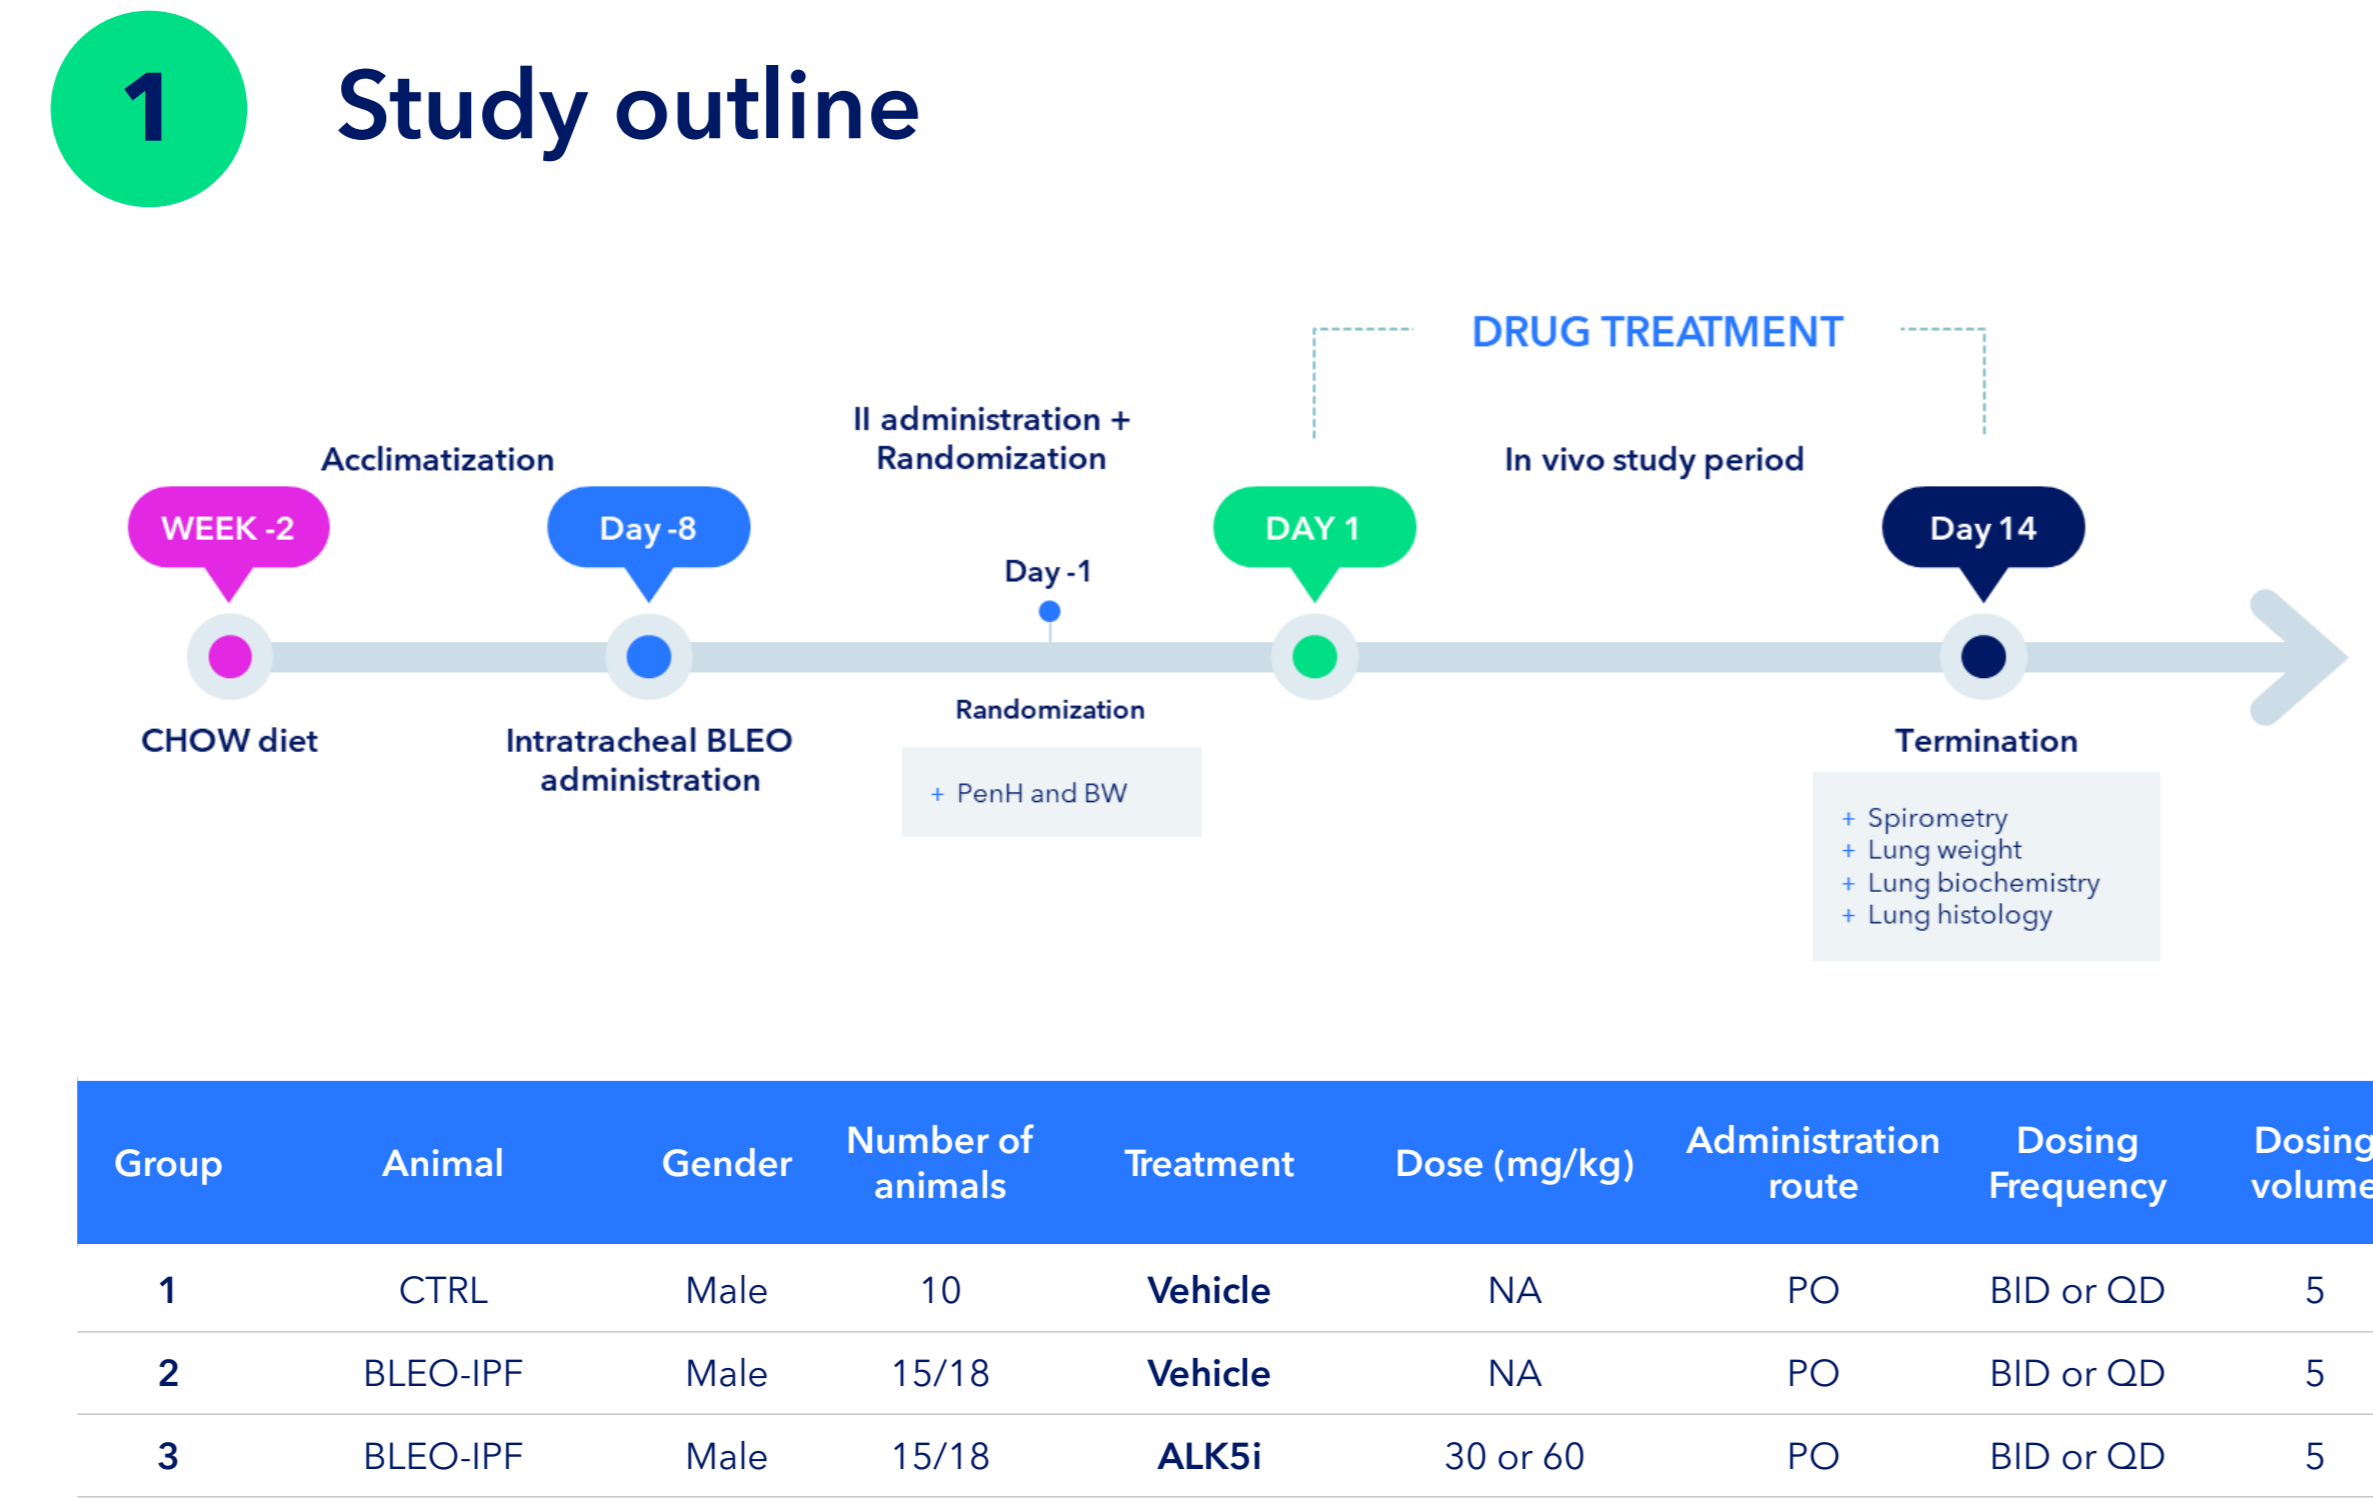 1
Study outline
DRUG TREATMENT
II administration +
Randomization
Acclimatization
In vivo study period
WEEK -2
Day -8
DAY 1
Day 14
Day -1
Randomization
CHOW diet
Intratracheal BLEO
administration
Termination
+ PenH and BW
+ Spirometry
+ Lung weight
+ Lung biochemistry
+ Lung histology
Group Animal Gender Number of animals Treatment Dose (mg/kg) Administration route Dosing Frequency Dosing volume
1 CTRL Male 10 Vehicle NA PO BID or QD 5
2 BLEO-IPF Male 15/18 Vehicle NA PO BID or QD 5
3 BLEO-IPF Male 15/18 ALK5i 30 or 60 PO BID or QD 5